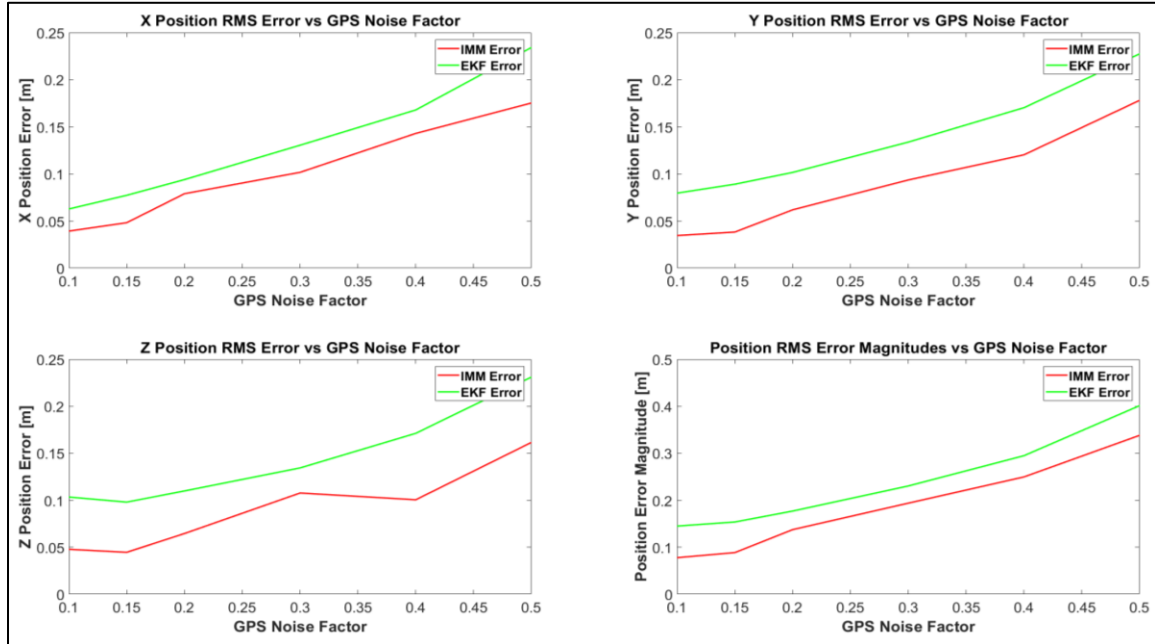 X Position RMS Error vs GPS Noise Factor
0.25
0.2
0.15
0.1
0.05
0
X Position Error [m]
IMM Error
EKF Error
0.1 0.15 0.2 0.25 0.3 0.35 0.4 0.45 0.5
GPS Noise Factor
Y Position RMS Error vs GPS Noise Factor
0.25
0.2
0.15
0.1
0.05
0
Y Position Error [m]
IMM Error
EKF Error
0.1 0.15 0.2 0.25 0.3 0.35 0.4 0.45 0.5
GPS Noise Factor
Z Position RMS Error vs GPS Noise Factor
0.25
0.2
0.15
0.1
0.05
0
Z Position Error [m]
IMM Error
EKF Error
0.1 0.15 0.2 0.25 0.3 0.35 0.4 0.45 0.5
GPS Noise Factor
Position RMS Error Magnitudes vs GPS Noise Factor
0.5
0.4
0.3
0.2
0.1
0
Position Error Magnitude [m]
IMM Error
EKF Error
0.1 0.15 0.2 0.25 0.3 0.35 0.4 0.45 0.5
GPS Noise Factor